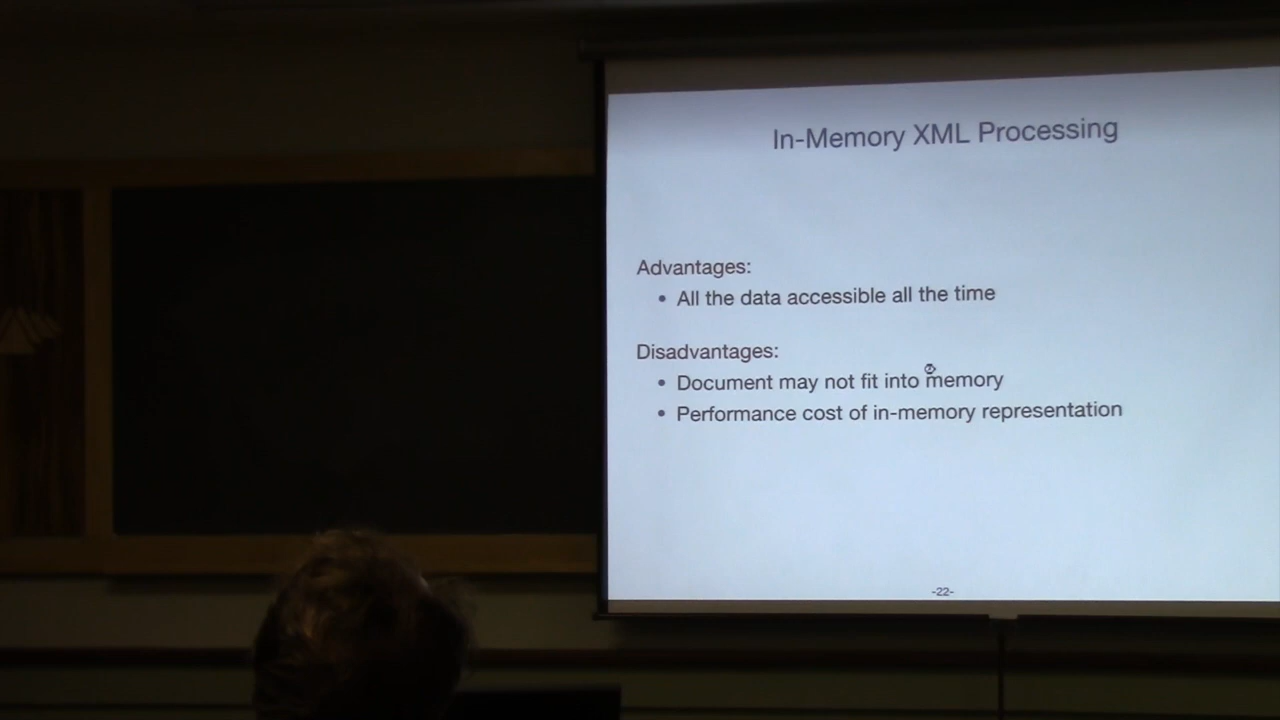 In-Memory XML Processing
Advantages:
• All the data accessible all the time
Disadvantages:
• Document may not fit into memory
• Performance cost of in-memory representation
-22-